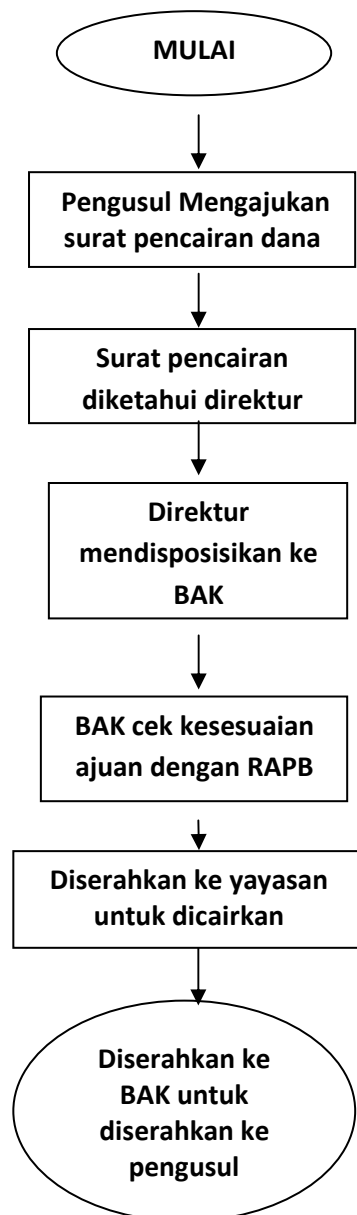 MULAI
Pengusul Mengajukan
surat pencairan dana
Surat pencairan
diketahui direktur
Direktur
mendisposisikan ke
BAK
BAK cek kesesuaian
ajuan dengan RAPB
Diserahkan ke yayasan
untuk dicairkan
Diserahkan ke
BAK untuk
diserahkan ke
pengusul